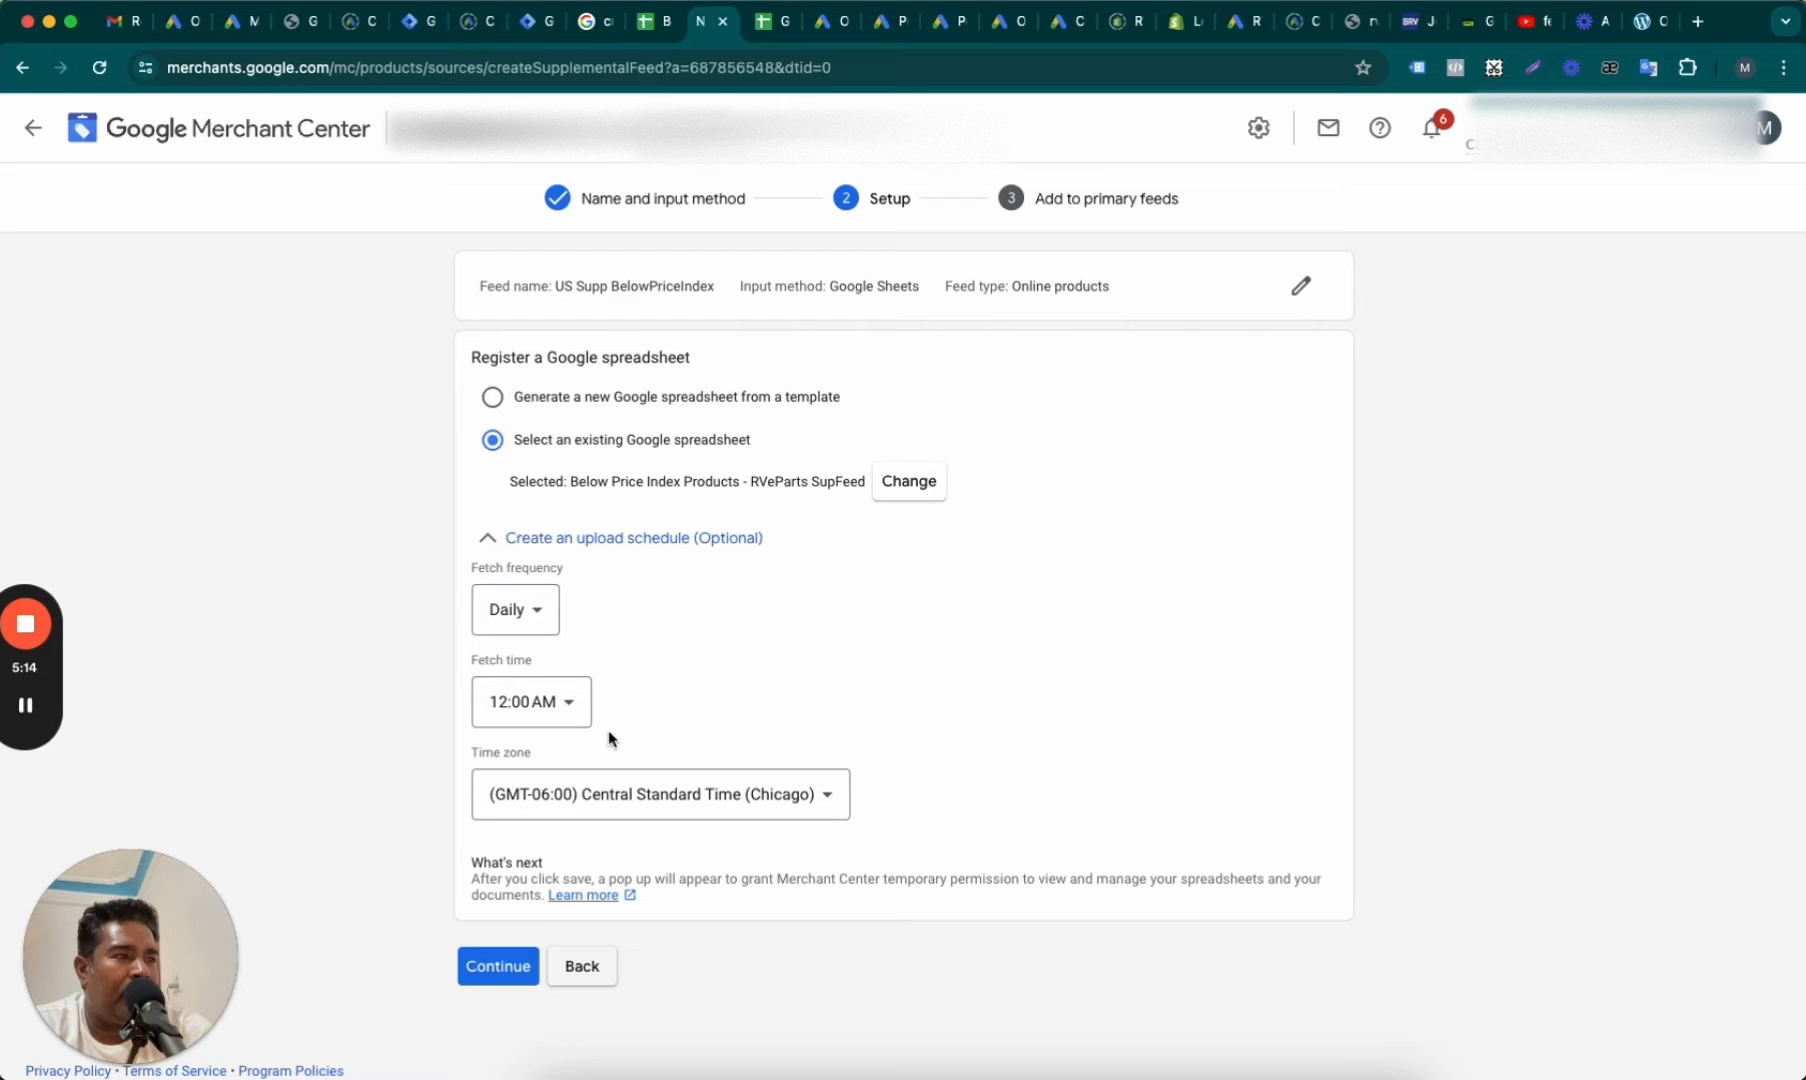 R O M G C G C G c B N G O P P O C R L R C BRV J G f A O
merchants.google.com/mc/products/sources/createSupplementalFeed?a=687856548&dtid=0
M
Google Merchant Center
6
M
Name and input method
2 Setup
3 Add to primary feeds
Feed name: US Supp BelowPriceIndex Input method: Google Sheets Feed type: Online products
Register a Google spreadsheet
Generate a new Google spreadsheet from a template
Select an existing Google spreadsheet
Selected: Below Price Index Products - RVeParts SupFeed Change
Create an upload schedule (Optional)
Fetch frequency
Daily
Fetch time
12:00 AM
Time zone
(GMT-06:00) Central Standard Time (Chicago)
What's next
After you click save, a pop up will appear to grant Merchant Center temporary permission to view and manage your spreadsheets and your
documents. Learn more
Continue Back
5:14
Privacy Policy • Terms of Service • Program Policies